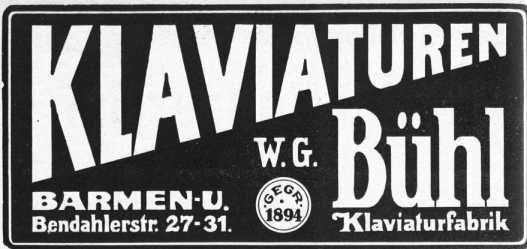 KLAVIATUREN
W.G.
Bühl
Klaviaturfabrik
BARMEN-U.
Bendahlerstr. 27-31.
GEGR.
1894